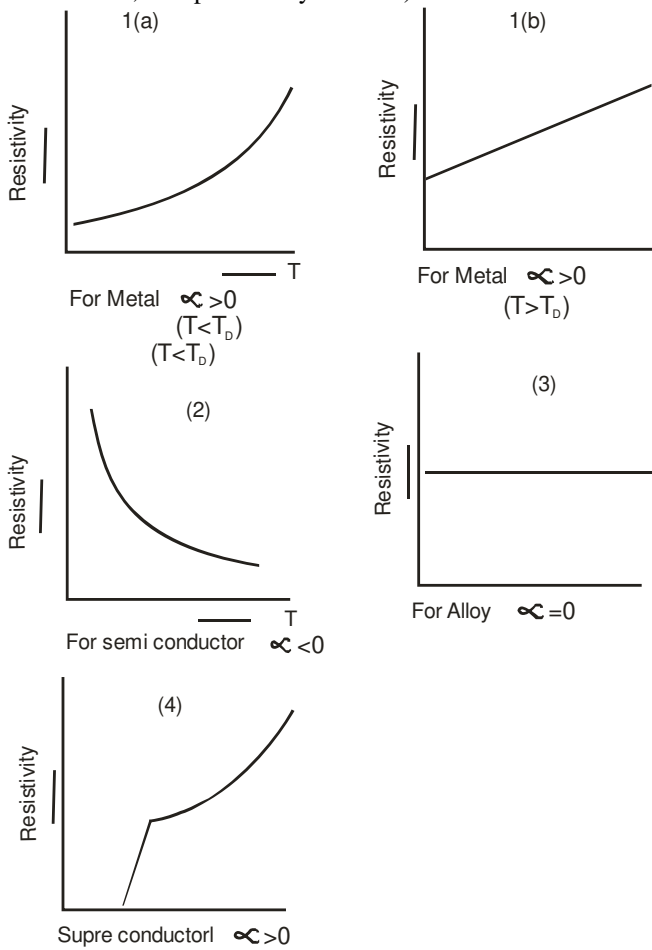 1(a)
Resistivity
T
For Metal ∝ >0
(T<T_D)
(T<T_D)
1(b)
Resistivity
For Metal ∝ >0
(T>T_D)
(2)
Resistivity
T
For semi conductor ∝ <0
(3)
Resistivity
For Alloy ∝ =0
(4)
Resistivity
Supre conductorl ∝ >0